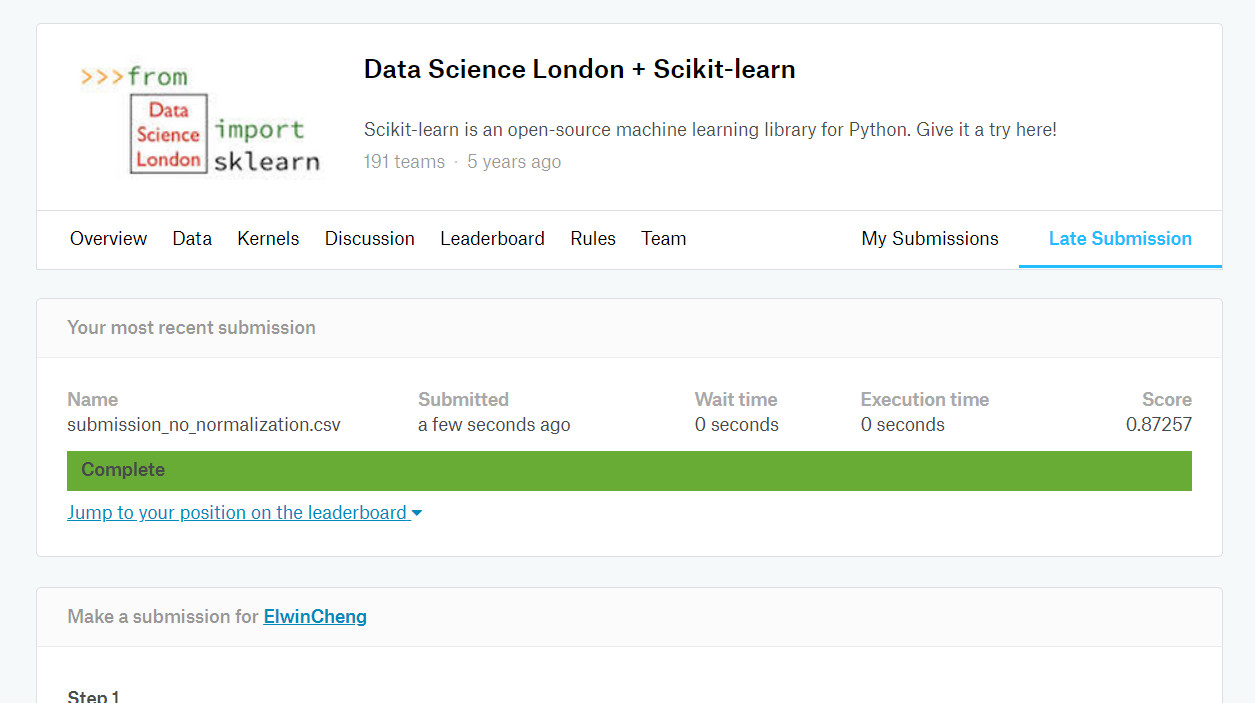 >>>from
Data
Science
London
import
sklearn
Data Science London + Scikit-learn
Scikit-learn is an open-source machine learning library for Python. Give it a try here!
191 teams · 5 years ago
Overview Data Kernels Discussion Leaderboard Rules Team My Submissions Late Submission
Your most recent submission
Name Submitted Wait time Execution time Score
submission_no_normalization.csv a few seconds ago 0 seconds 0 seconds 0.87257
Complete
Jump to your position on the leaderboard
Make a submission for ElwinCheng
Step 1